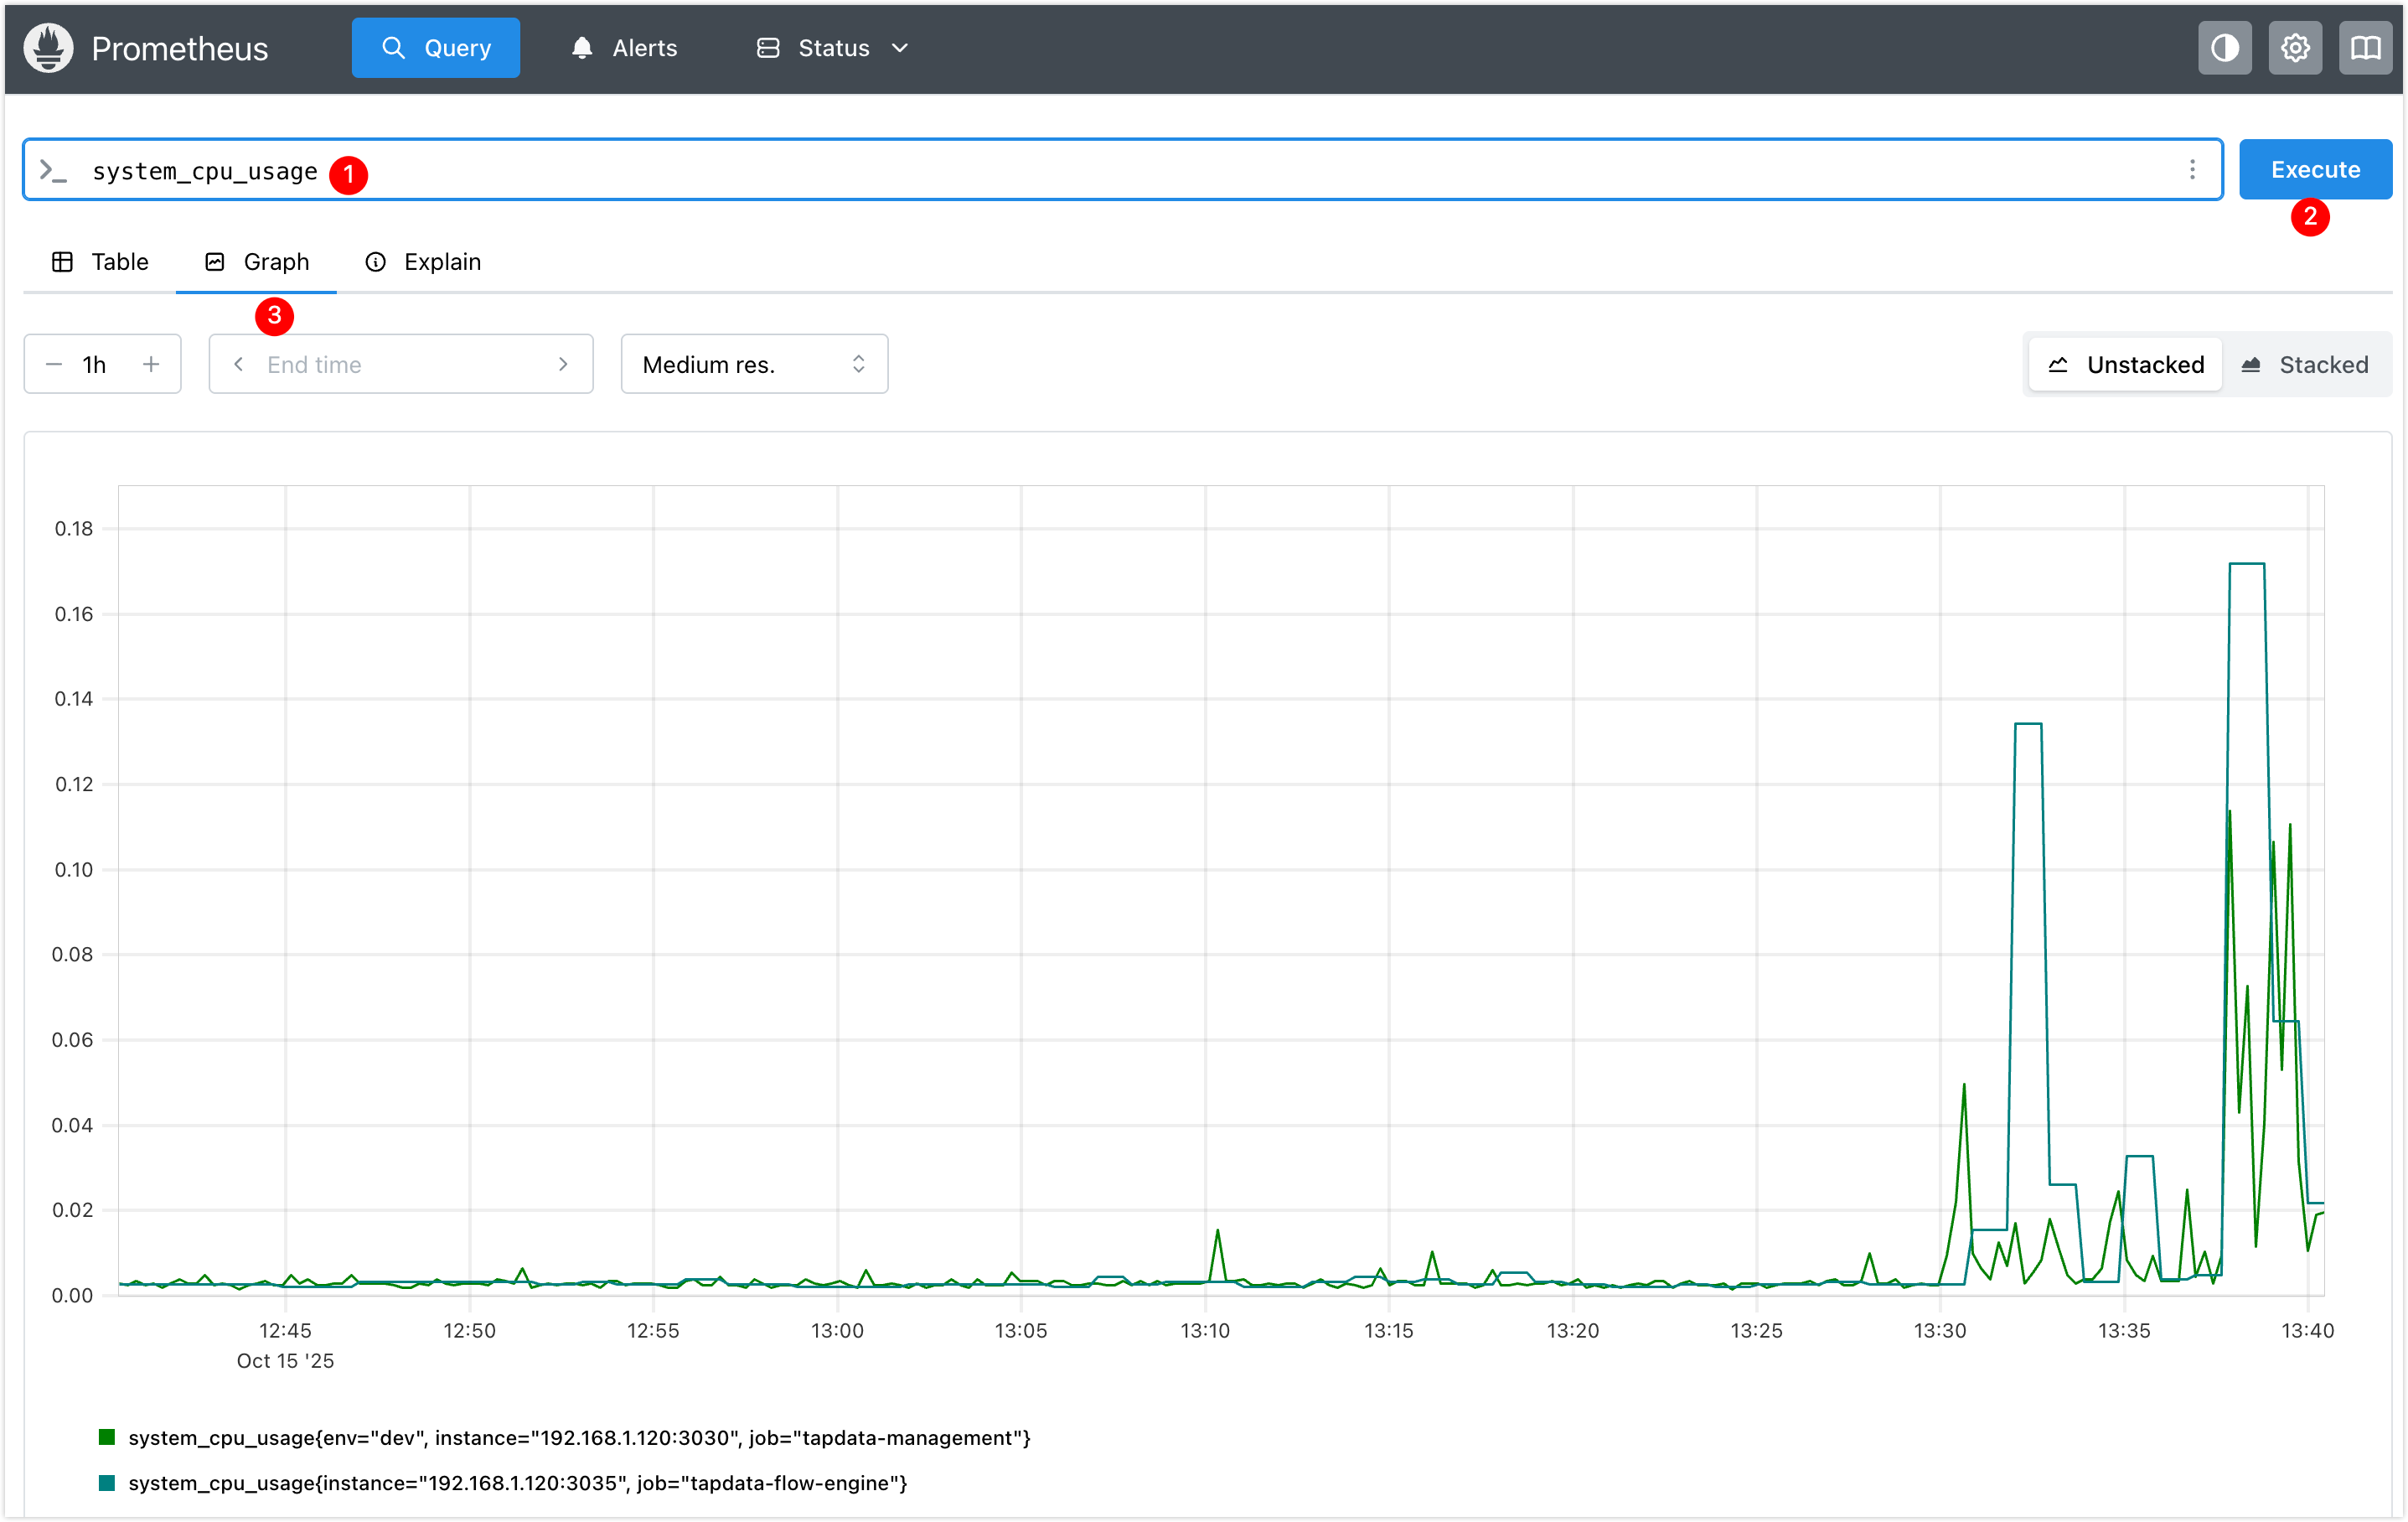 Prometheus Query Alerts Status
system_cpu_usage 1 Execute
2
Table Graph Explain
3
1h End time Medium res. Unstacked Stacked
0.18
0.16
0.14
0.12
0.10
0.08
0.06
0.04
0.02
0.00
12:45 12:50 12:55 13:00 13:05 13:10 13:15 13:20 13:25 13:30 13:35 13:40
Oct 15 '25
system_cpu_usage{env="dev", instance="192.168.1.120:3030", job="tapdata-management"}
system_cpu_usage{instance="192.168.1.120:3035", job="tapdata-flow-engine"}